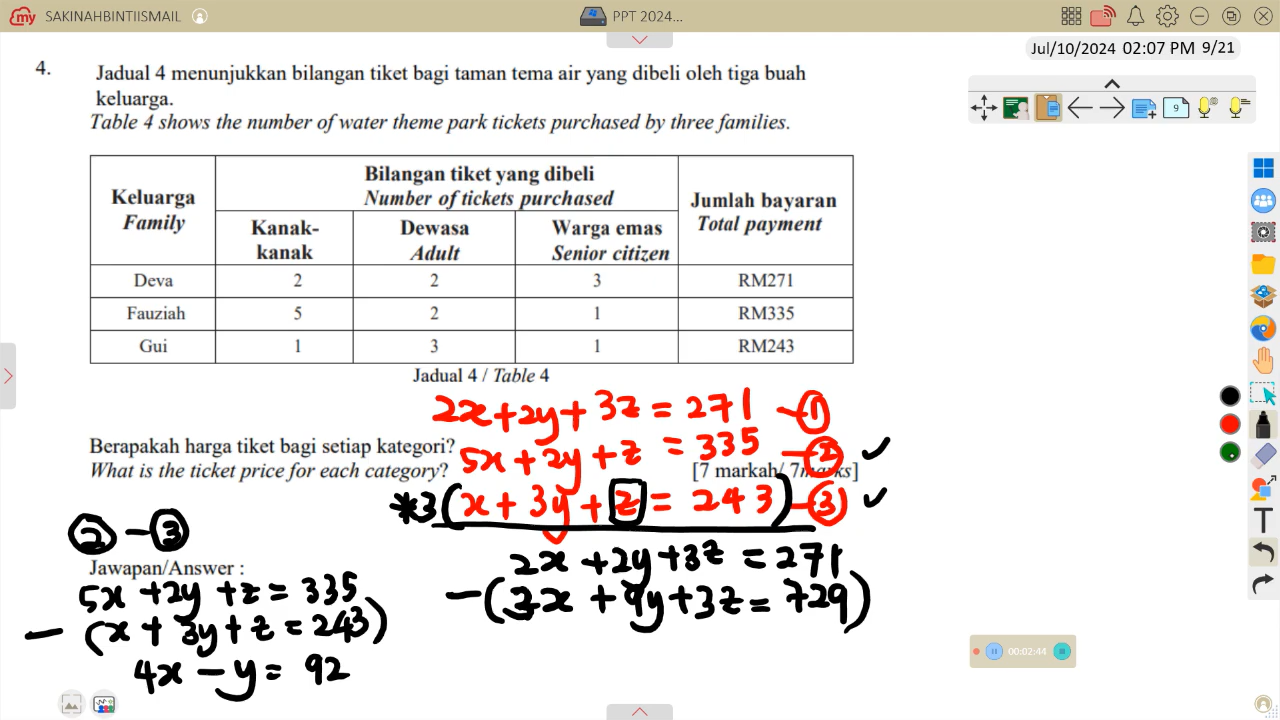 SAKINAHBINTIISMAIL
PPT 2024...
Jul/10/2024 02:07 PM 9/21
9
4. Jadual 4 menunjukkan bilangan tiket bagi taman tema air yang dibeli oleh tiga buah
keluarga.
Table 4 shows the number of water theme park tickets purchased by three families.
Keluarga
Family
Bilangan tiket yang dibeli
Number of tickets purchased
Jumlah bayaran
Total payment
Kanak-
kanak
Dewasa
Adult
Warga emas
Senior citizen
Deva 2 2 3 RM271
Fauziah 5 2 1 RM335
Gui 1 3 1 RM243
Jadual 4 / Table 4
2x+2y+3z = 271 -①
Berapakah harga tiket bagi setiap kategori?
5x+2y+z = 335 -② ✓
What is the ticket price for each category? [7 markah/ 7marks]
*3(x+3y+z = 243)-③ ✓
② - ③
Jawapan/Answer :
5x+2y+z = 335
-(x+3y+z = 243)
4x-y = 92
2x+2y+3z = 271
-(3x+9y+3z = 729)
00:02:44